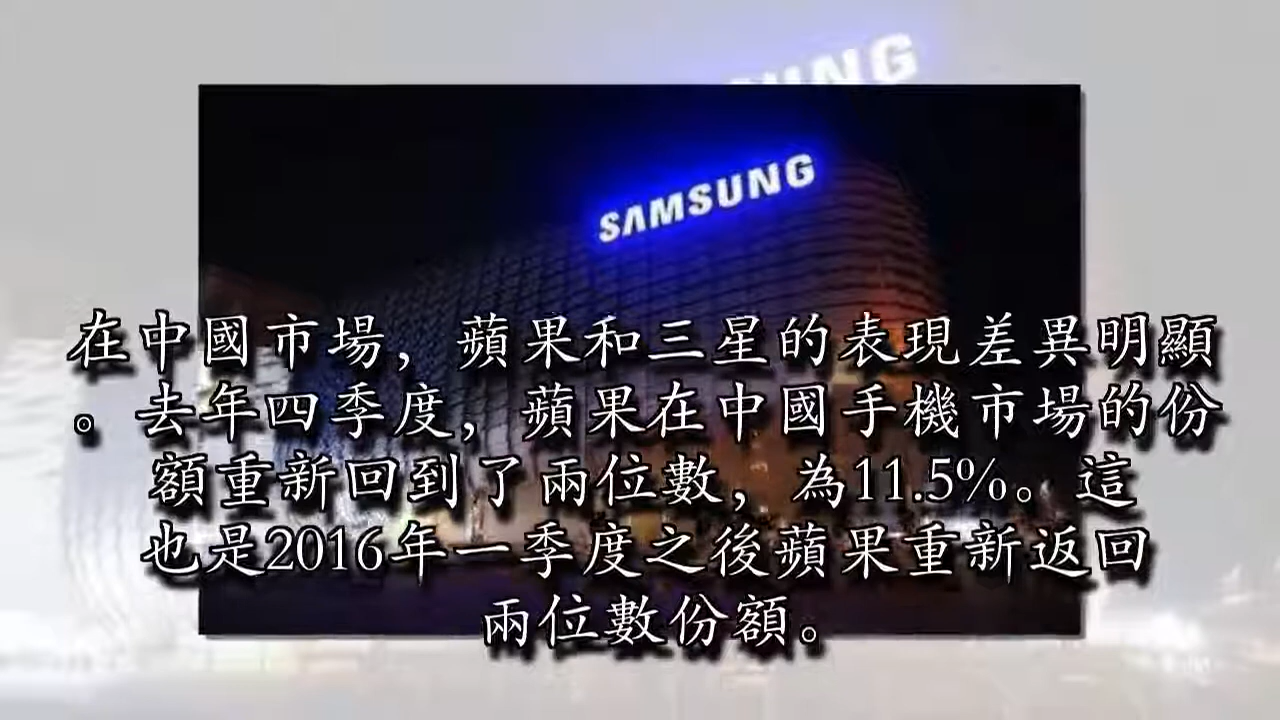 SAMSUNG
在中國市場，蘋果和三星的表現差異明顯
。去年四季度，蘋果在中國手機市場的份
額重新回到了兩位數，為11.5%。這
也是2016年一季度之後蘋果重新返回
兩位數份額。